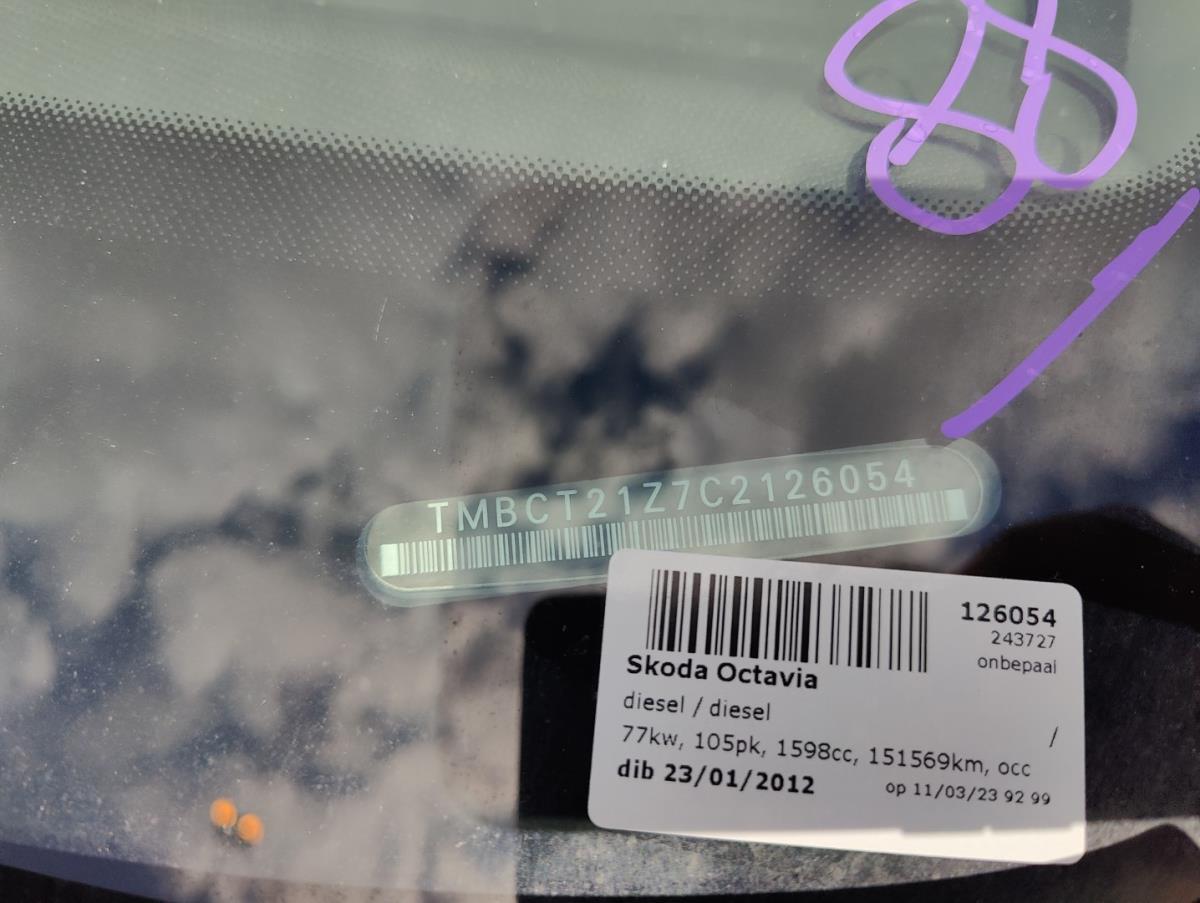 TMBCT21Z7C2126054
126054
243727
onbepaal
Skoda Octavia
diesel / diesel
/
77kw, 105pk, 1598cc, 151569km, occ
dib 23/01/2012
op 11/03/23 92 99